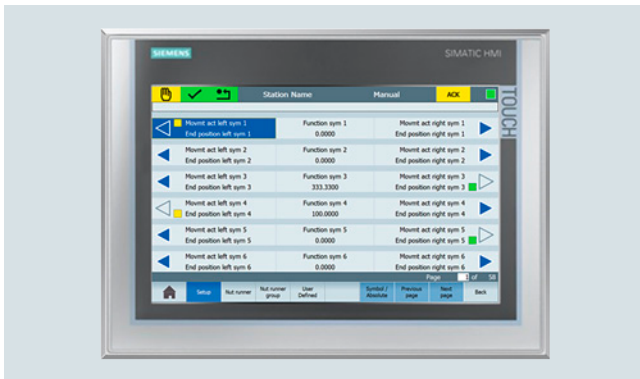 SIEMENS
SIMATIC HMI
TOUCH
Station Name Manual ACK
Movmt act left sym 1 Function sym 1 Movmt act right sym 1
End position left sym 1 0.0000 End position right sym 1
Movmt act left sym 2 Function sym 2 Movmt act right sym 2
End position left sym 2 0.0000 End position right sym 2
Movmt act left sym 3 Function sym 3 Movmt act right sym 3
End position left sym 3 333.3300 End position right sym 3
Movmt act left sym 4 Function sym 4 Movmt act right sym 4
End position left sym 4 100.0000 End position right sym 4
Movmt act left sym 5 Function sym 5 Movmt act right sym 5
End position left sym 5 0.0000 End position right sym 5
Movmt act left sym 6 Function sym 6 Movmt act right sym 6
End position left sym 6 0.0000 End position right sym 6
Page of 58
Setup Nut runner Nut runner User Symbol / Previous Next Back
group Defined Absolute page page